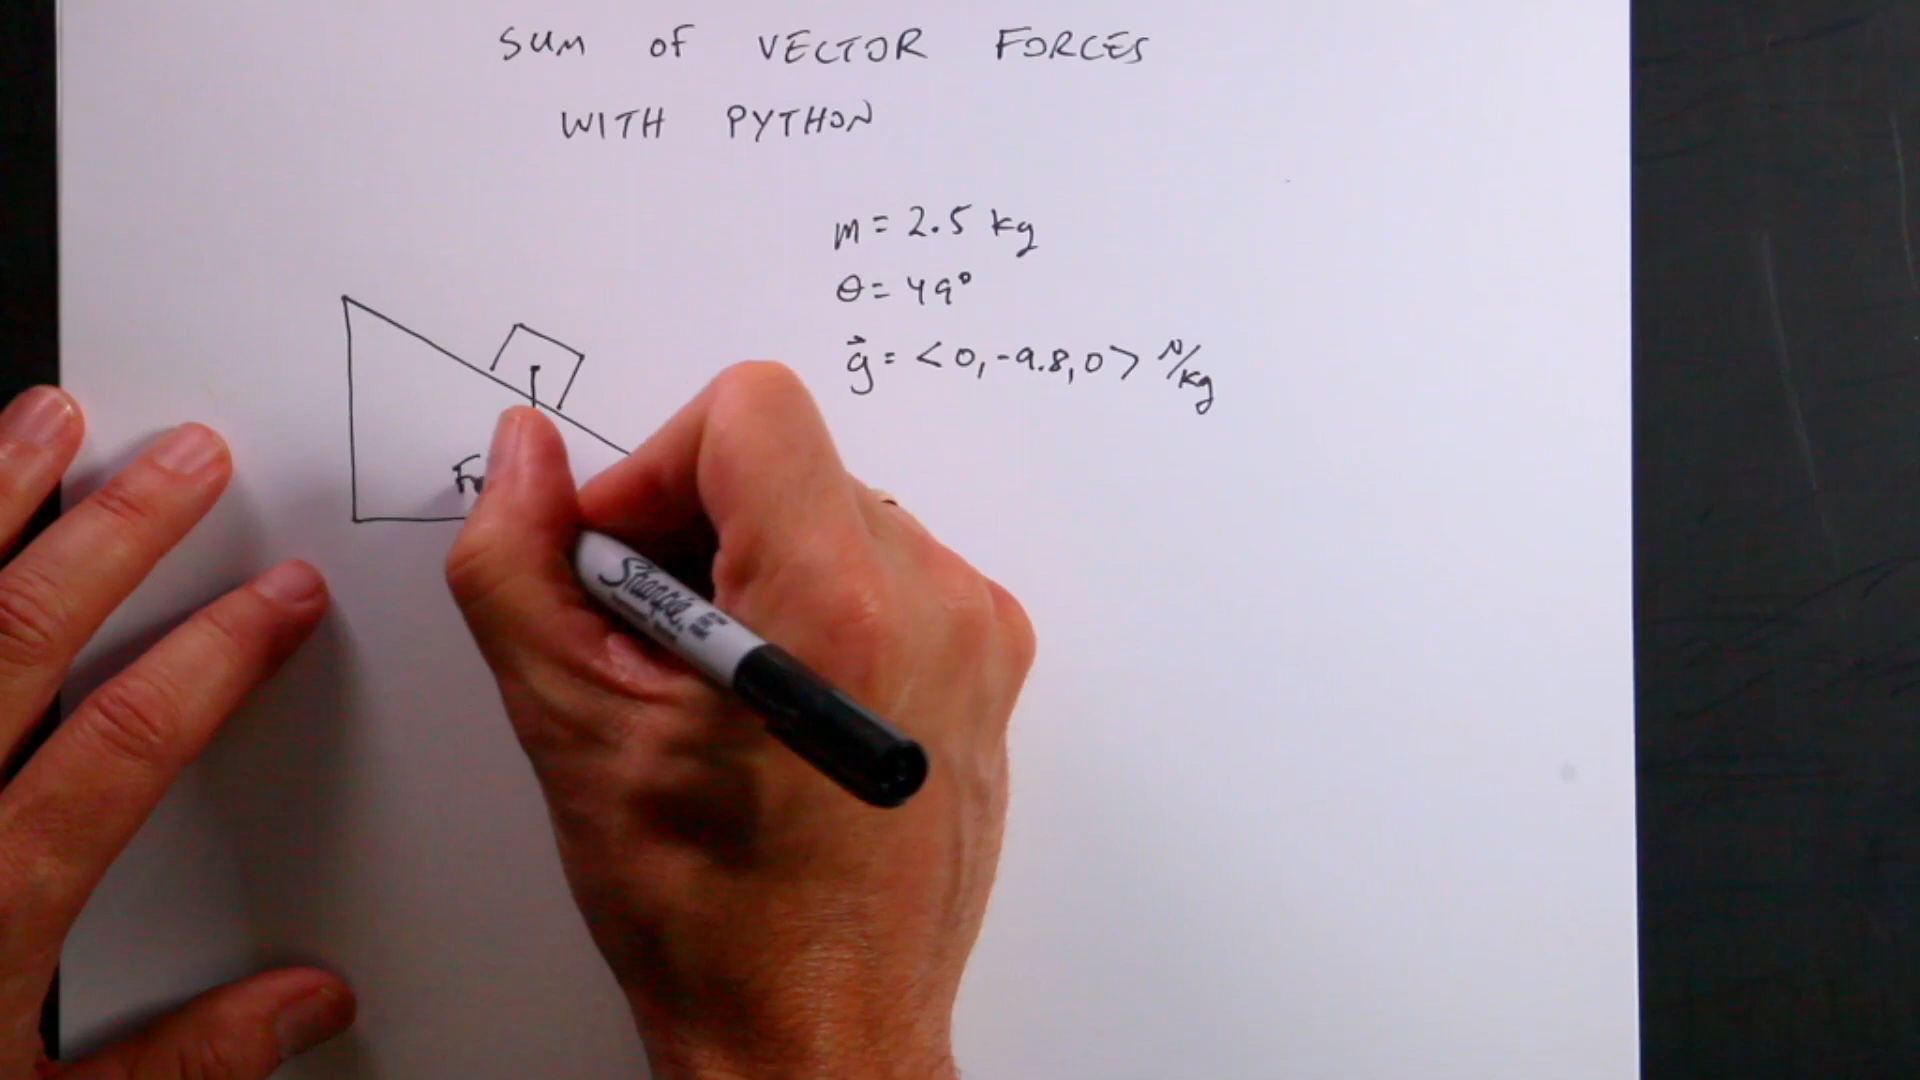 SUM OF VECTOR FORCES
WITH PYTHON
m = 2.5 kg
θ = 49°
g⃗ = <0, -9.8, 0> N/kg
Sharpie